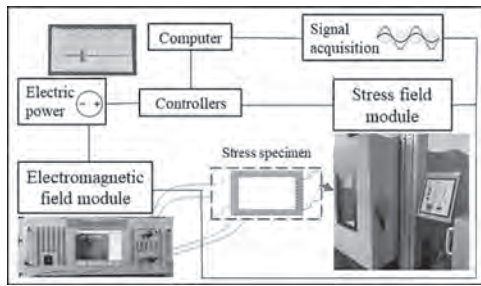 Computer
Signal
acquisition
Electric
power
Controllers
Stress field
module
Stress specimen
Electromagnetic
field module